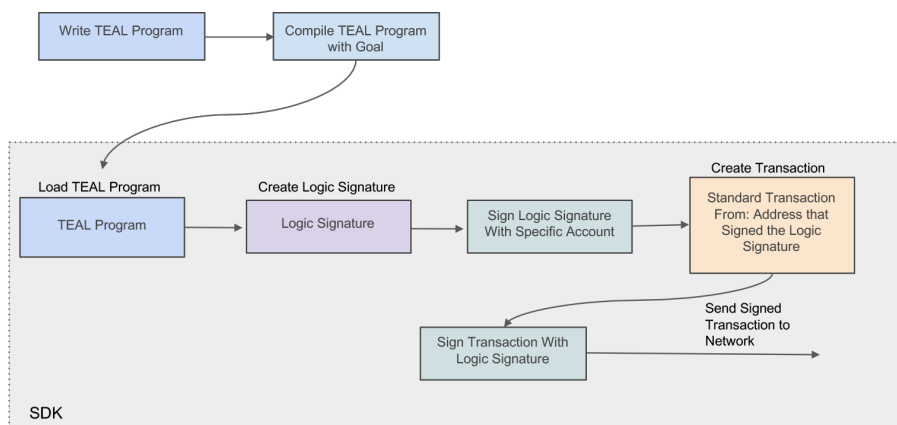 Write TEAL Program
Compile TEAL Program
with Goal
Load TEAL Program
TEAL Program
Create Logic Signature
Logic Signature
Sign Logic Signature
With Specific Account
Create Transaction
Standard Transaction
From: Address that
Signed the Logic
Signature
Sign Transaction With
Logic Signature
Send Signed
Transaction to
Network
SDK